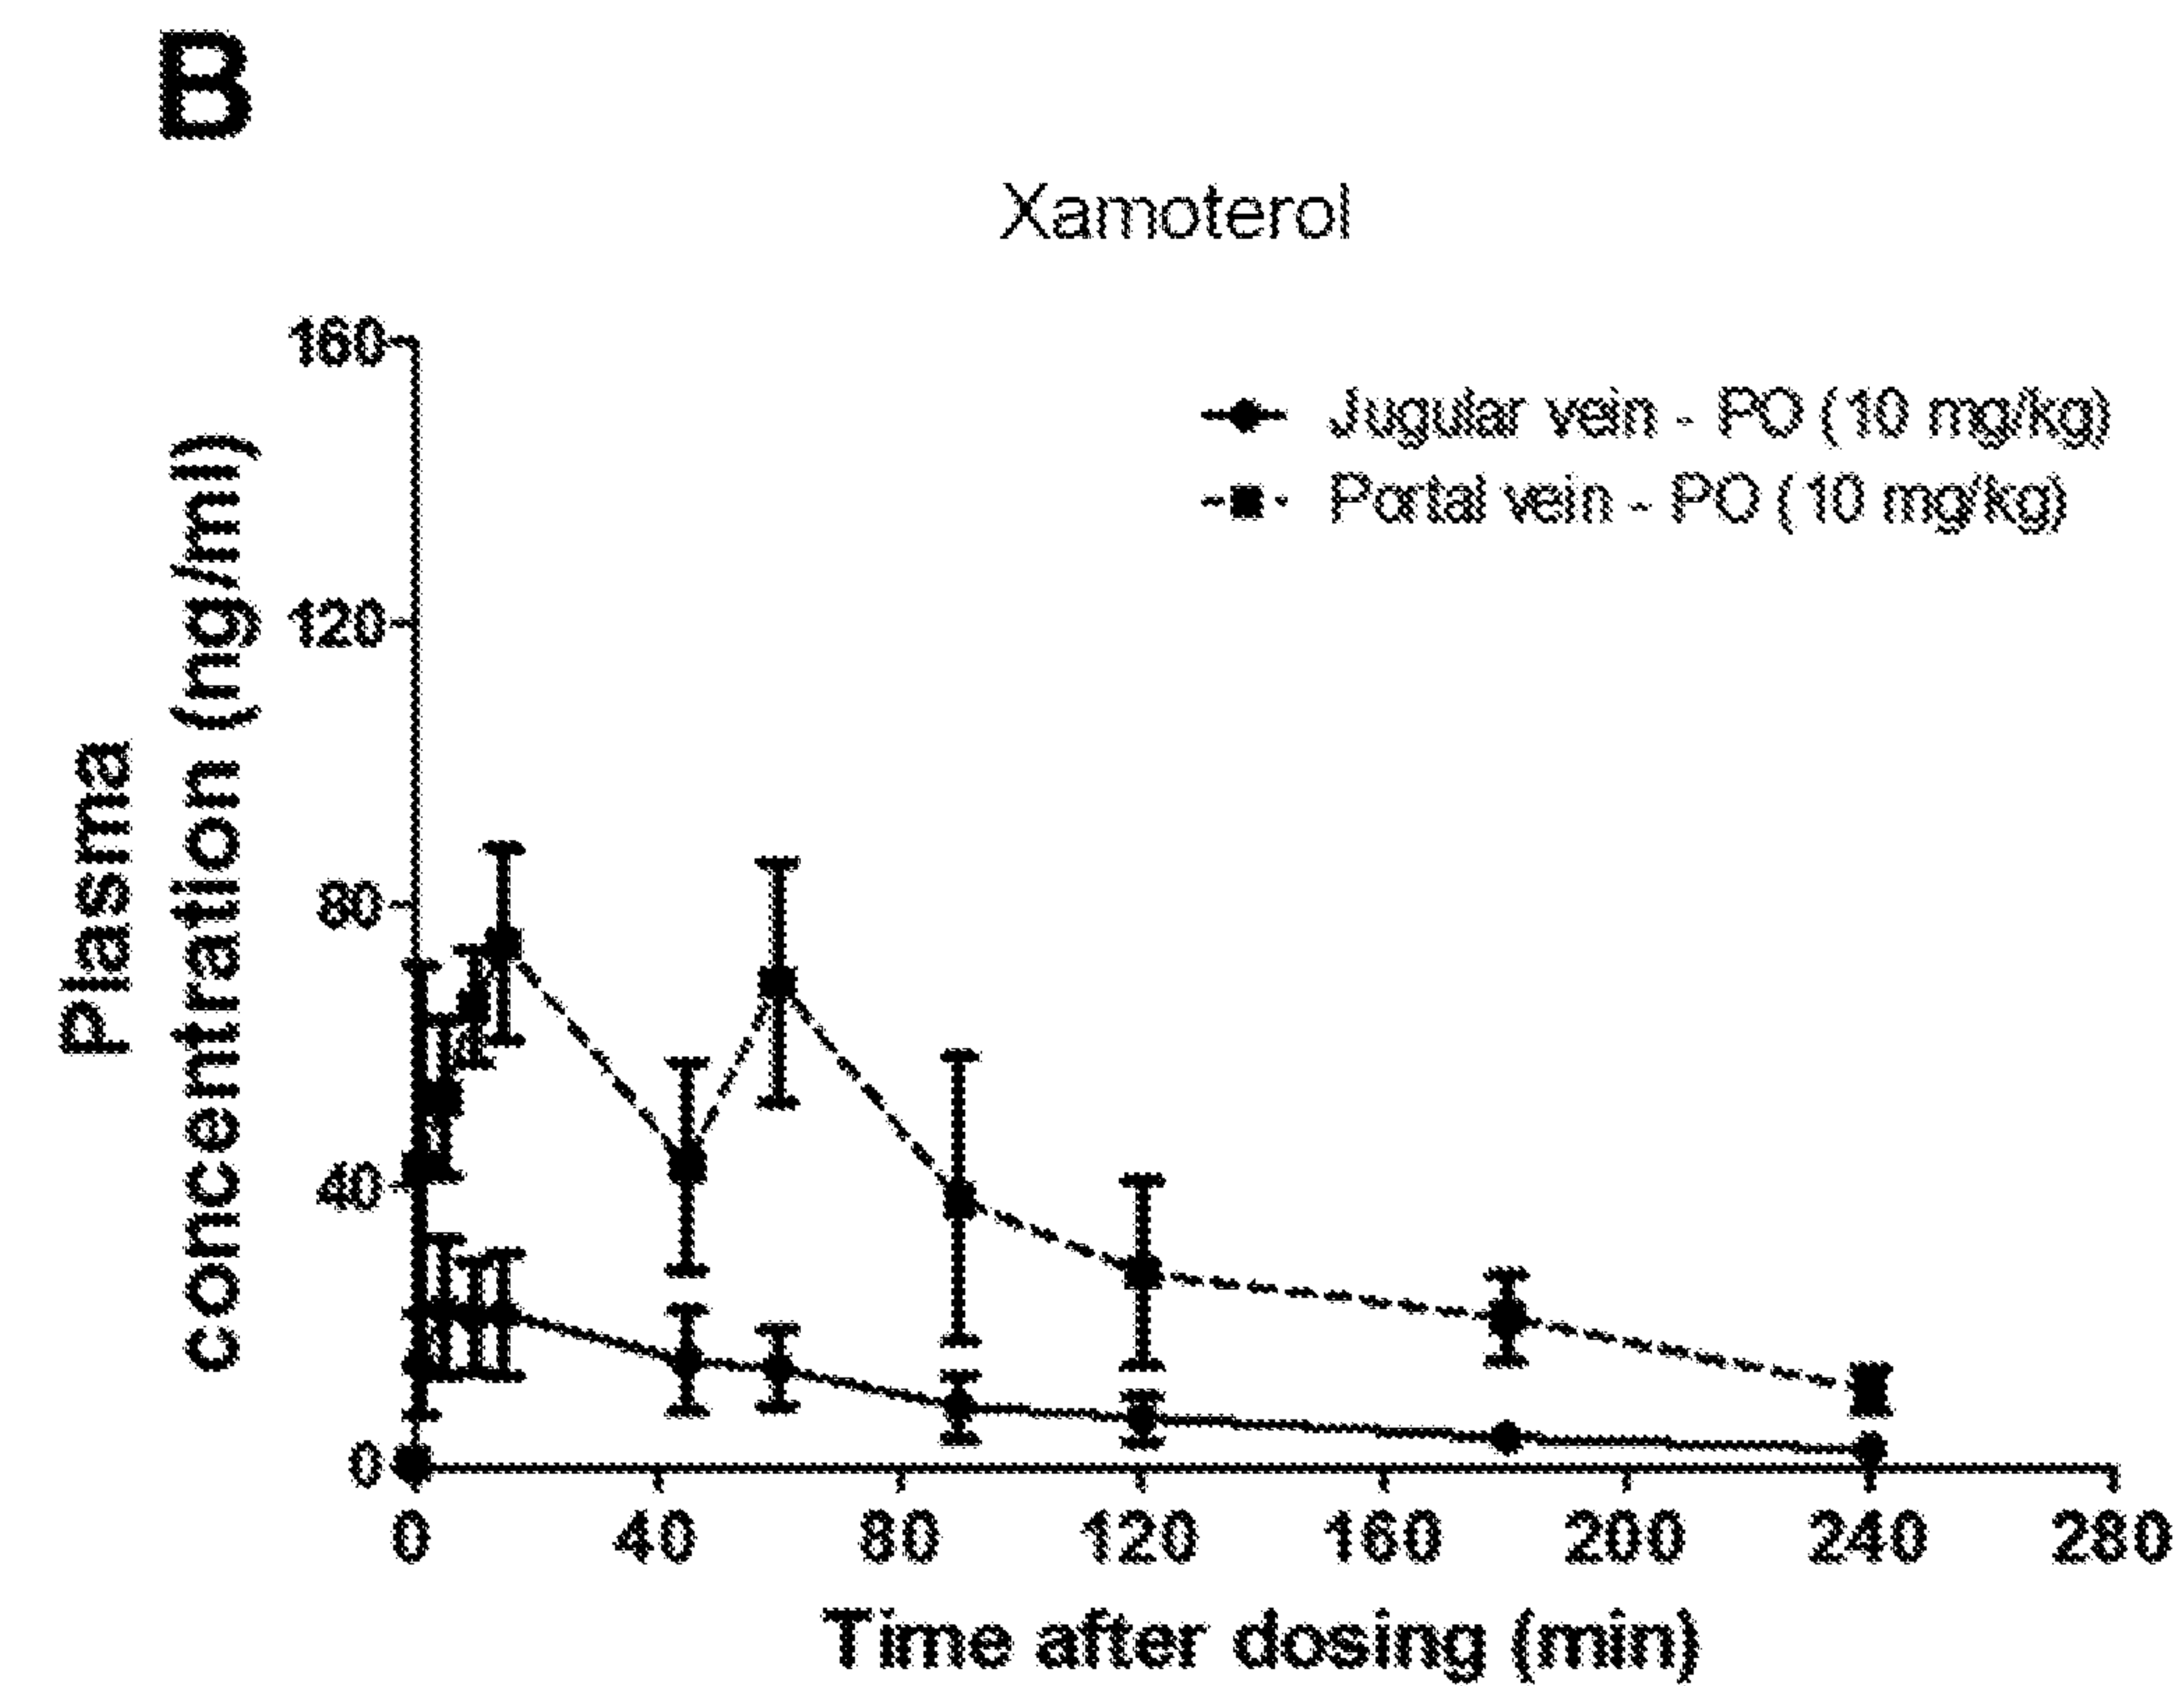 B
Xamoterol
160
120
80
40
0
Plasma
concentration (ng/ml)
Jugular vein - PO (10 mg/kg)
Portal vein - PO (10 mg/kg)
0 40 80 120 160 200 240 280
Time after dosing (min)